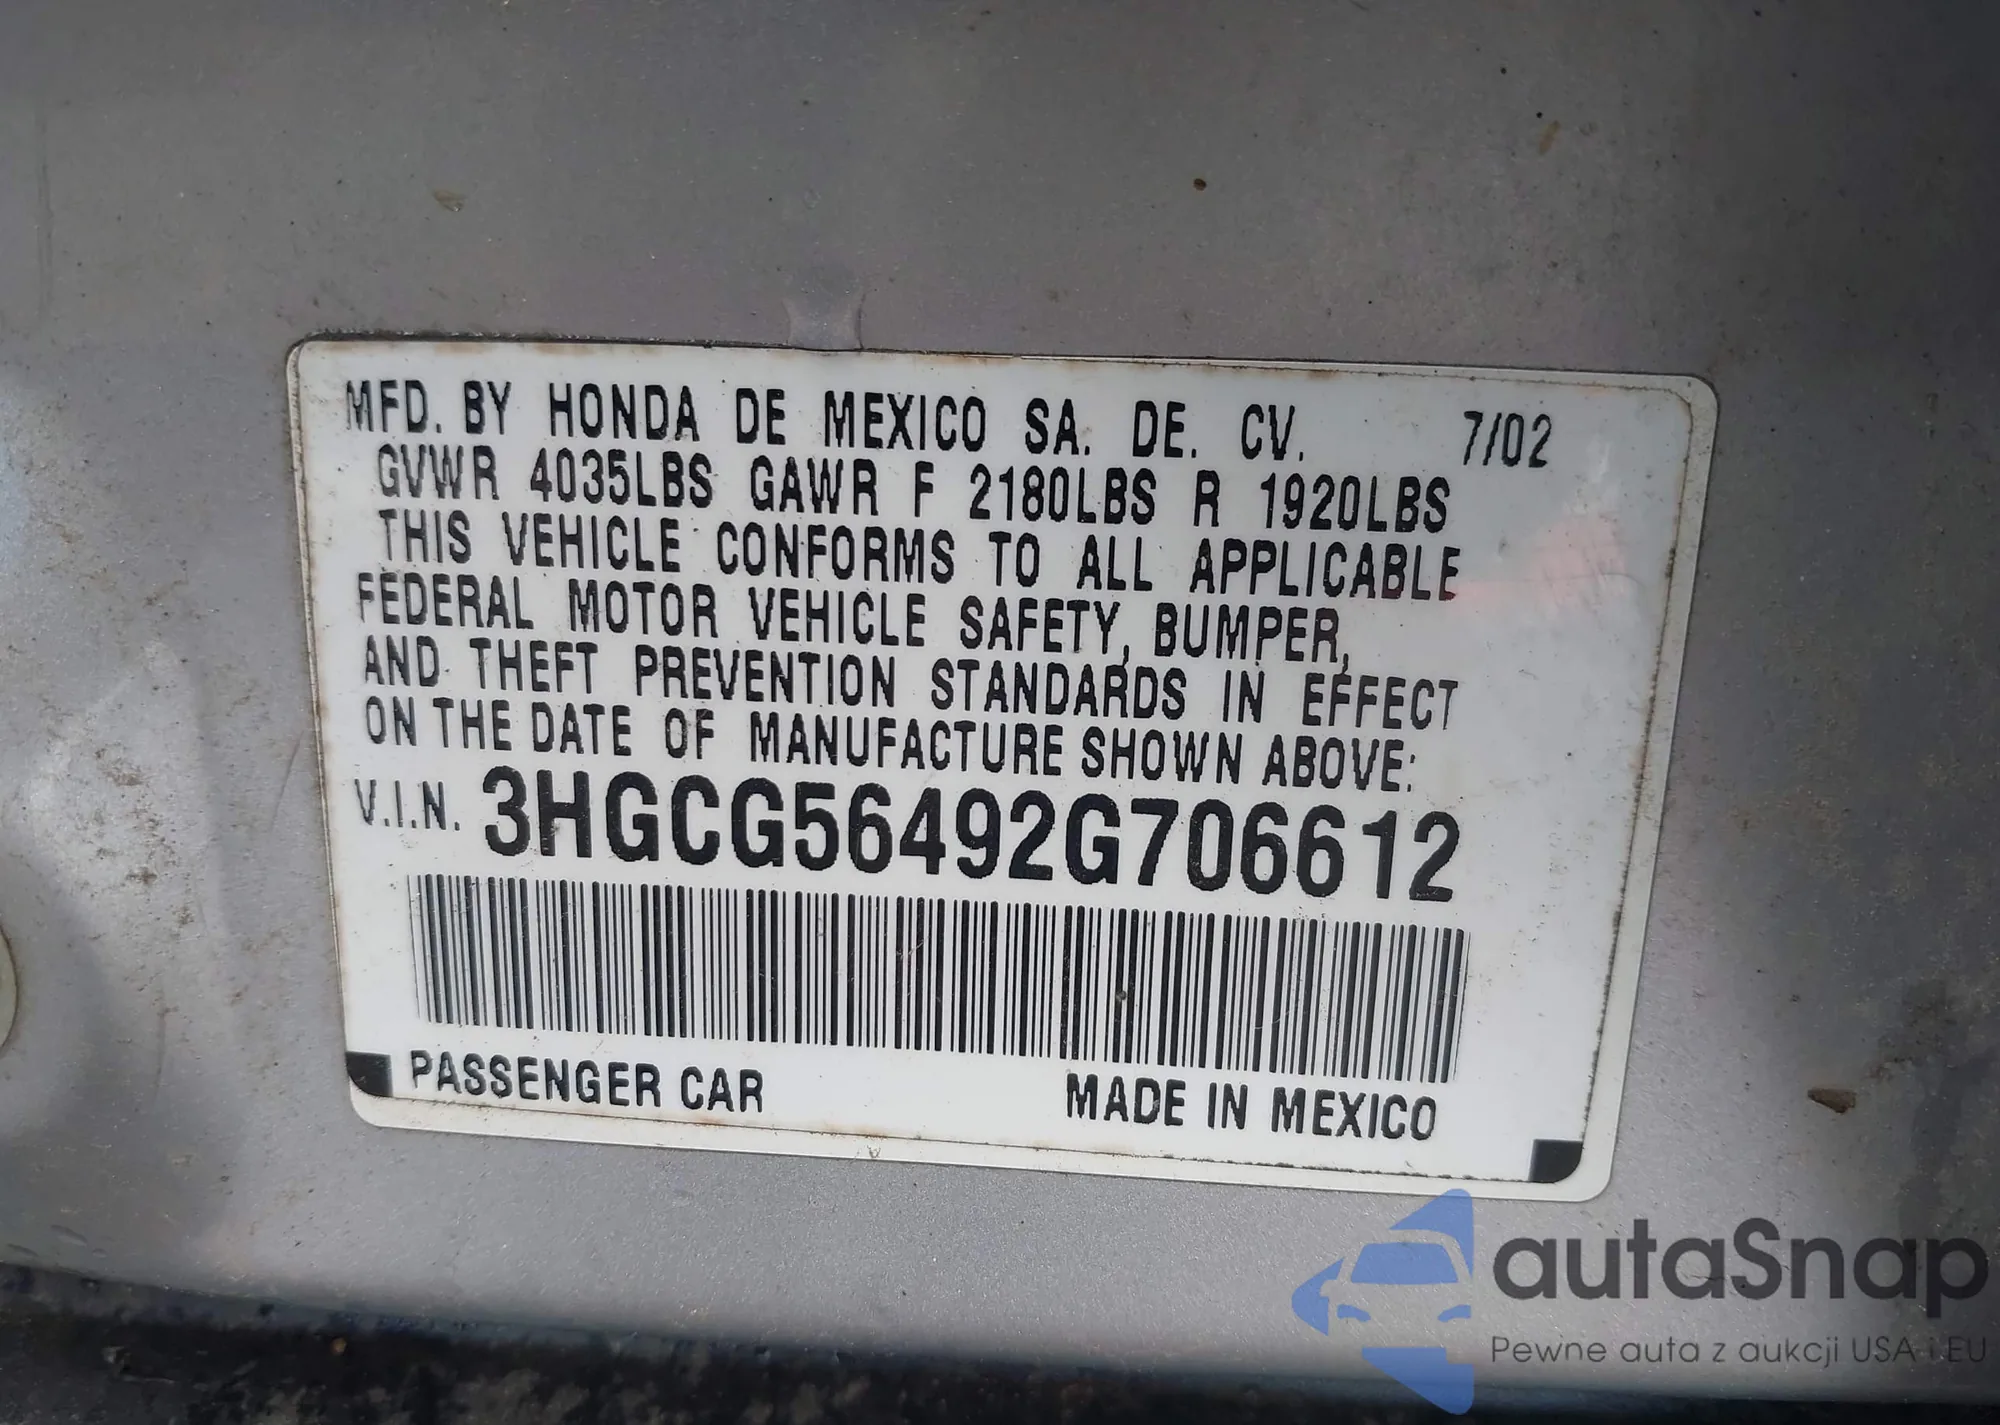 MFD. BY HONDA DE MEXICO SA. DE. CV. 7/02
GVWR 4035LBS GAWR F 2180LBS R 1920LBS
THIS VEHICLE CONFORMS TO ALL APPLICABLE
FEDERAL MOTOR VEHICLE SAFETY, BUMPER,
AND THEFT PREVENTION STANDARDS IN EFFECT
ON THE DATE OF MANUFACTURE SHOWN ABOVE:
V.I.N. 3HGCG56492G706612
PASSENGER CAR MADE IN MEXICO
autaSnap
Pewne auta z aukcji USA i EU